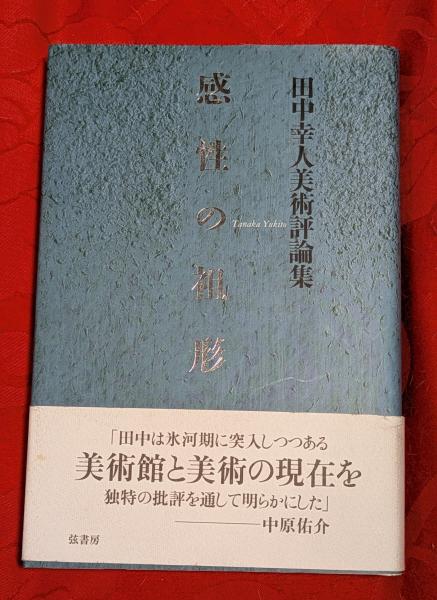 田中幸人美術評論集
感性の祖形
Tanaka Yukito
「田中は氷河期に突入しつつある
美術館と美術の現在を
独特の批評を通して明らかにした」
――――中原佑介
弦書房